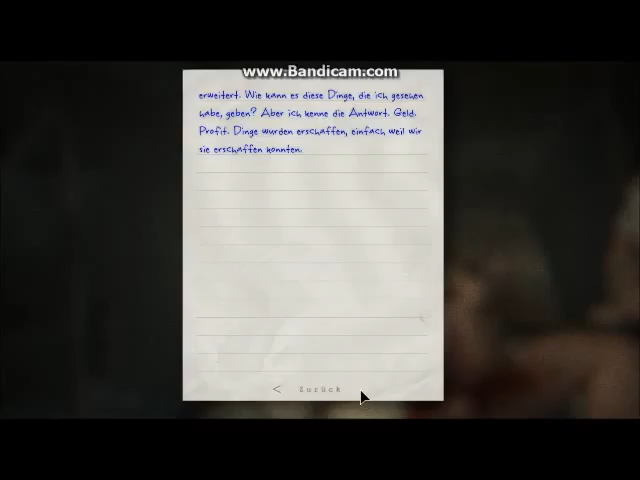 www.Bandicam.com
erweitert. Wie kann es diese Dinge, die ich gesehen
habe, geben? Aber ich kenne die Antwort. Geld.
Profit. Dinge wurden erschaffen, einfach weil wir
sie erschaffen konnten.
< Zurück